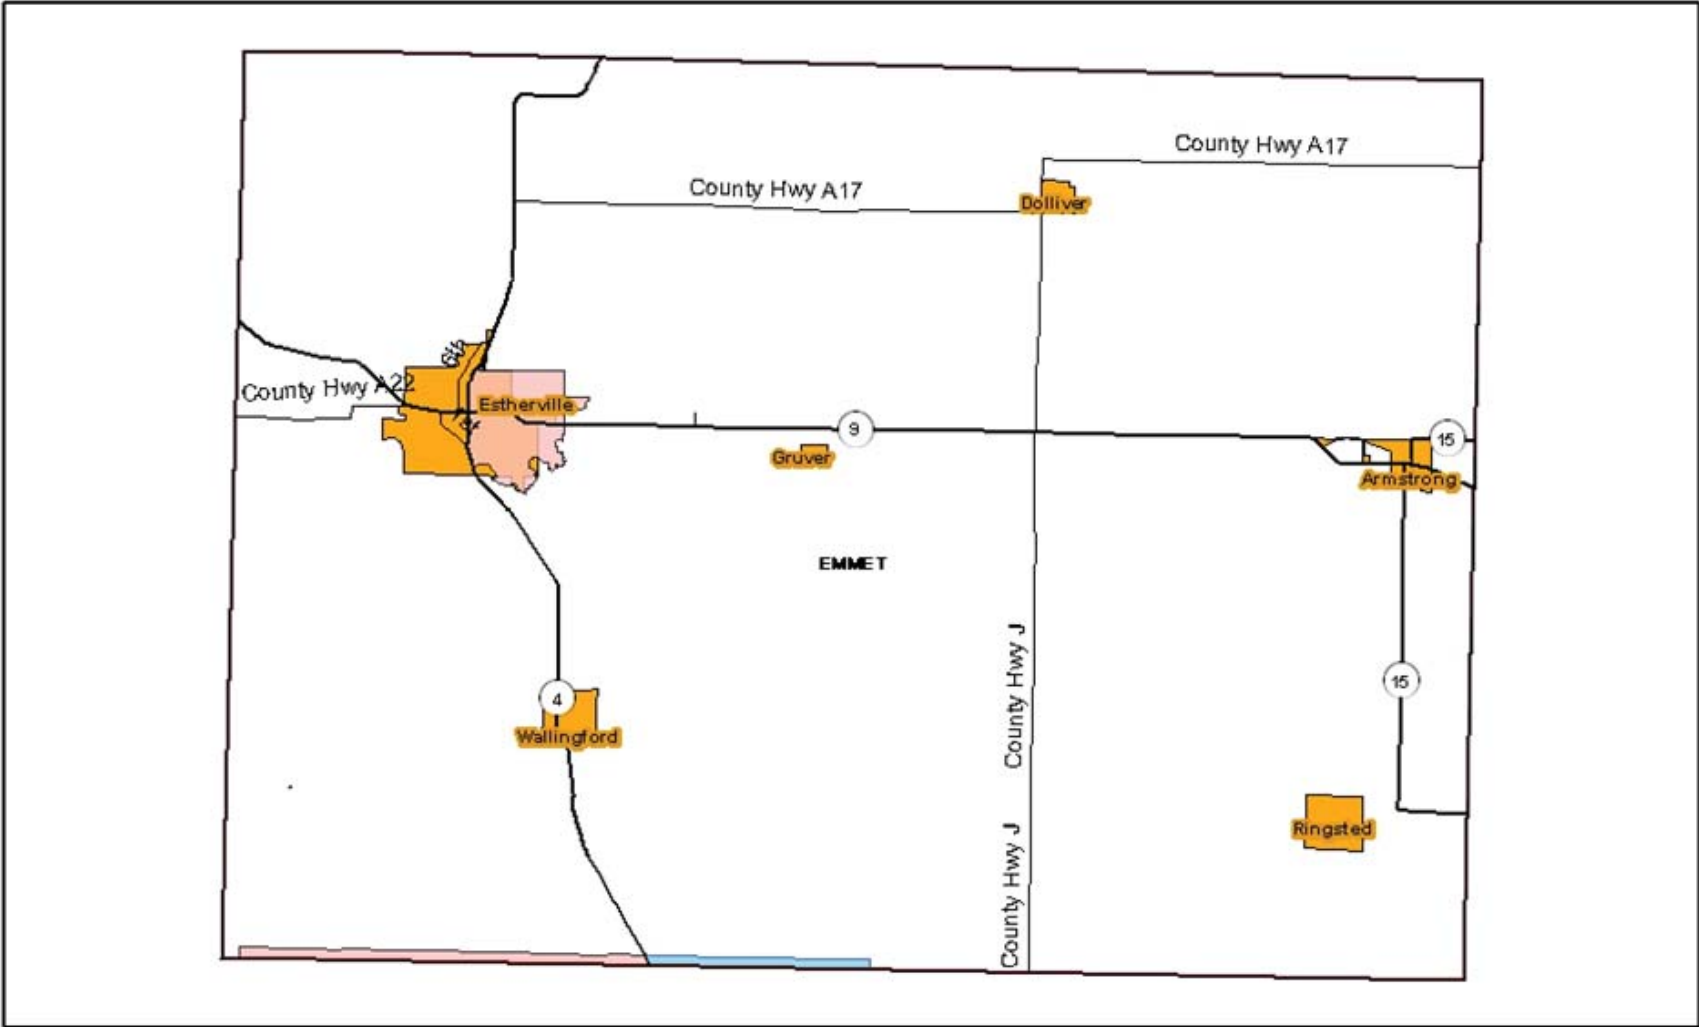 County Hwy A17
County Hwy A17
Dolliver
County Hwy A22
Estherville
9
15
Gruver
Armstrong
EMMET
County Hwy J
15
4
Wallingford
Ringsted
County Hwy J